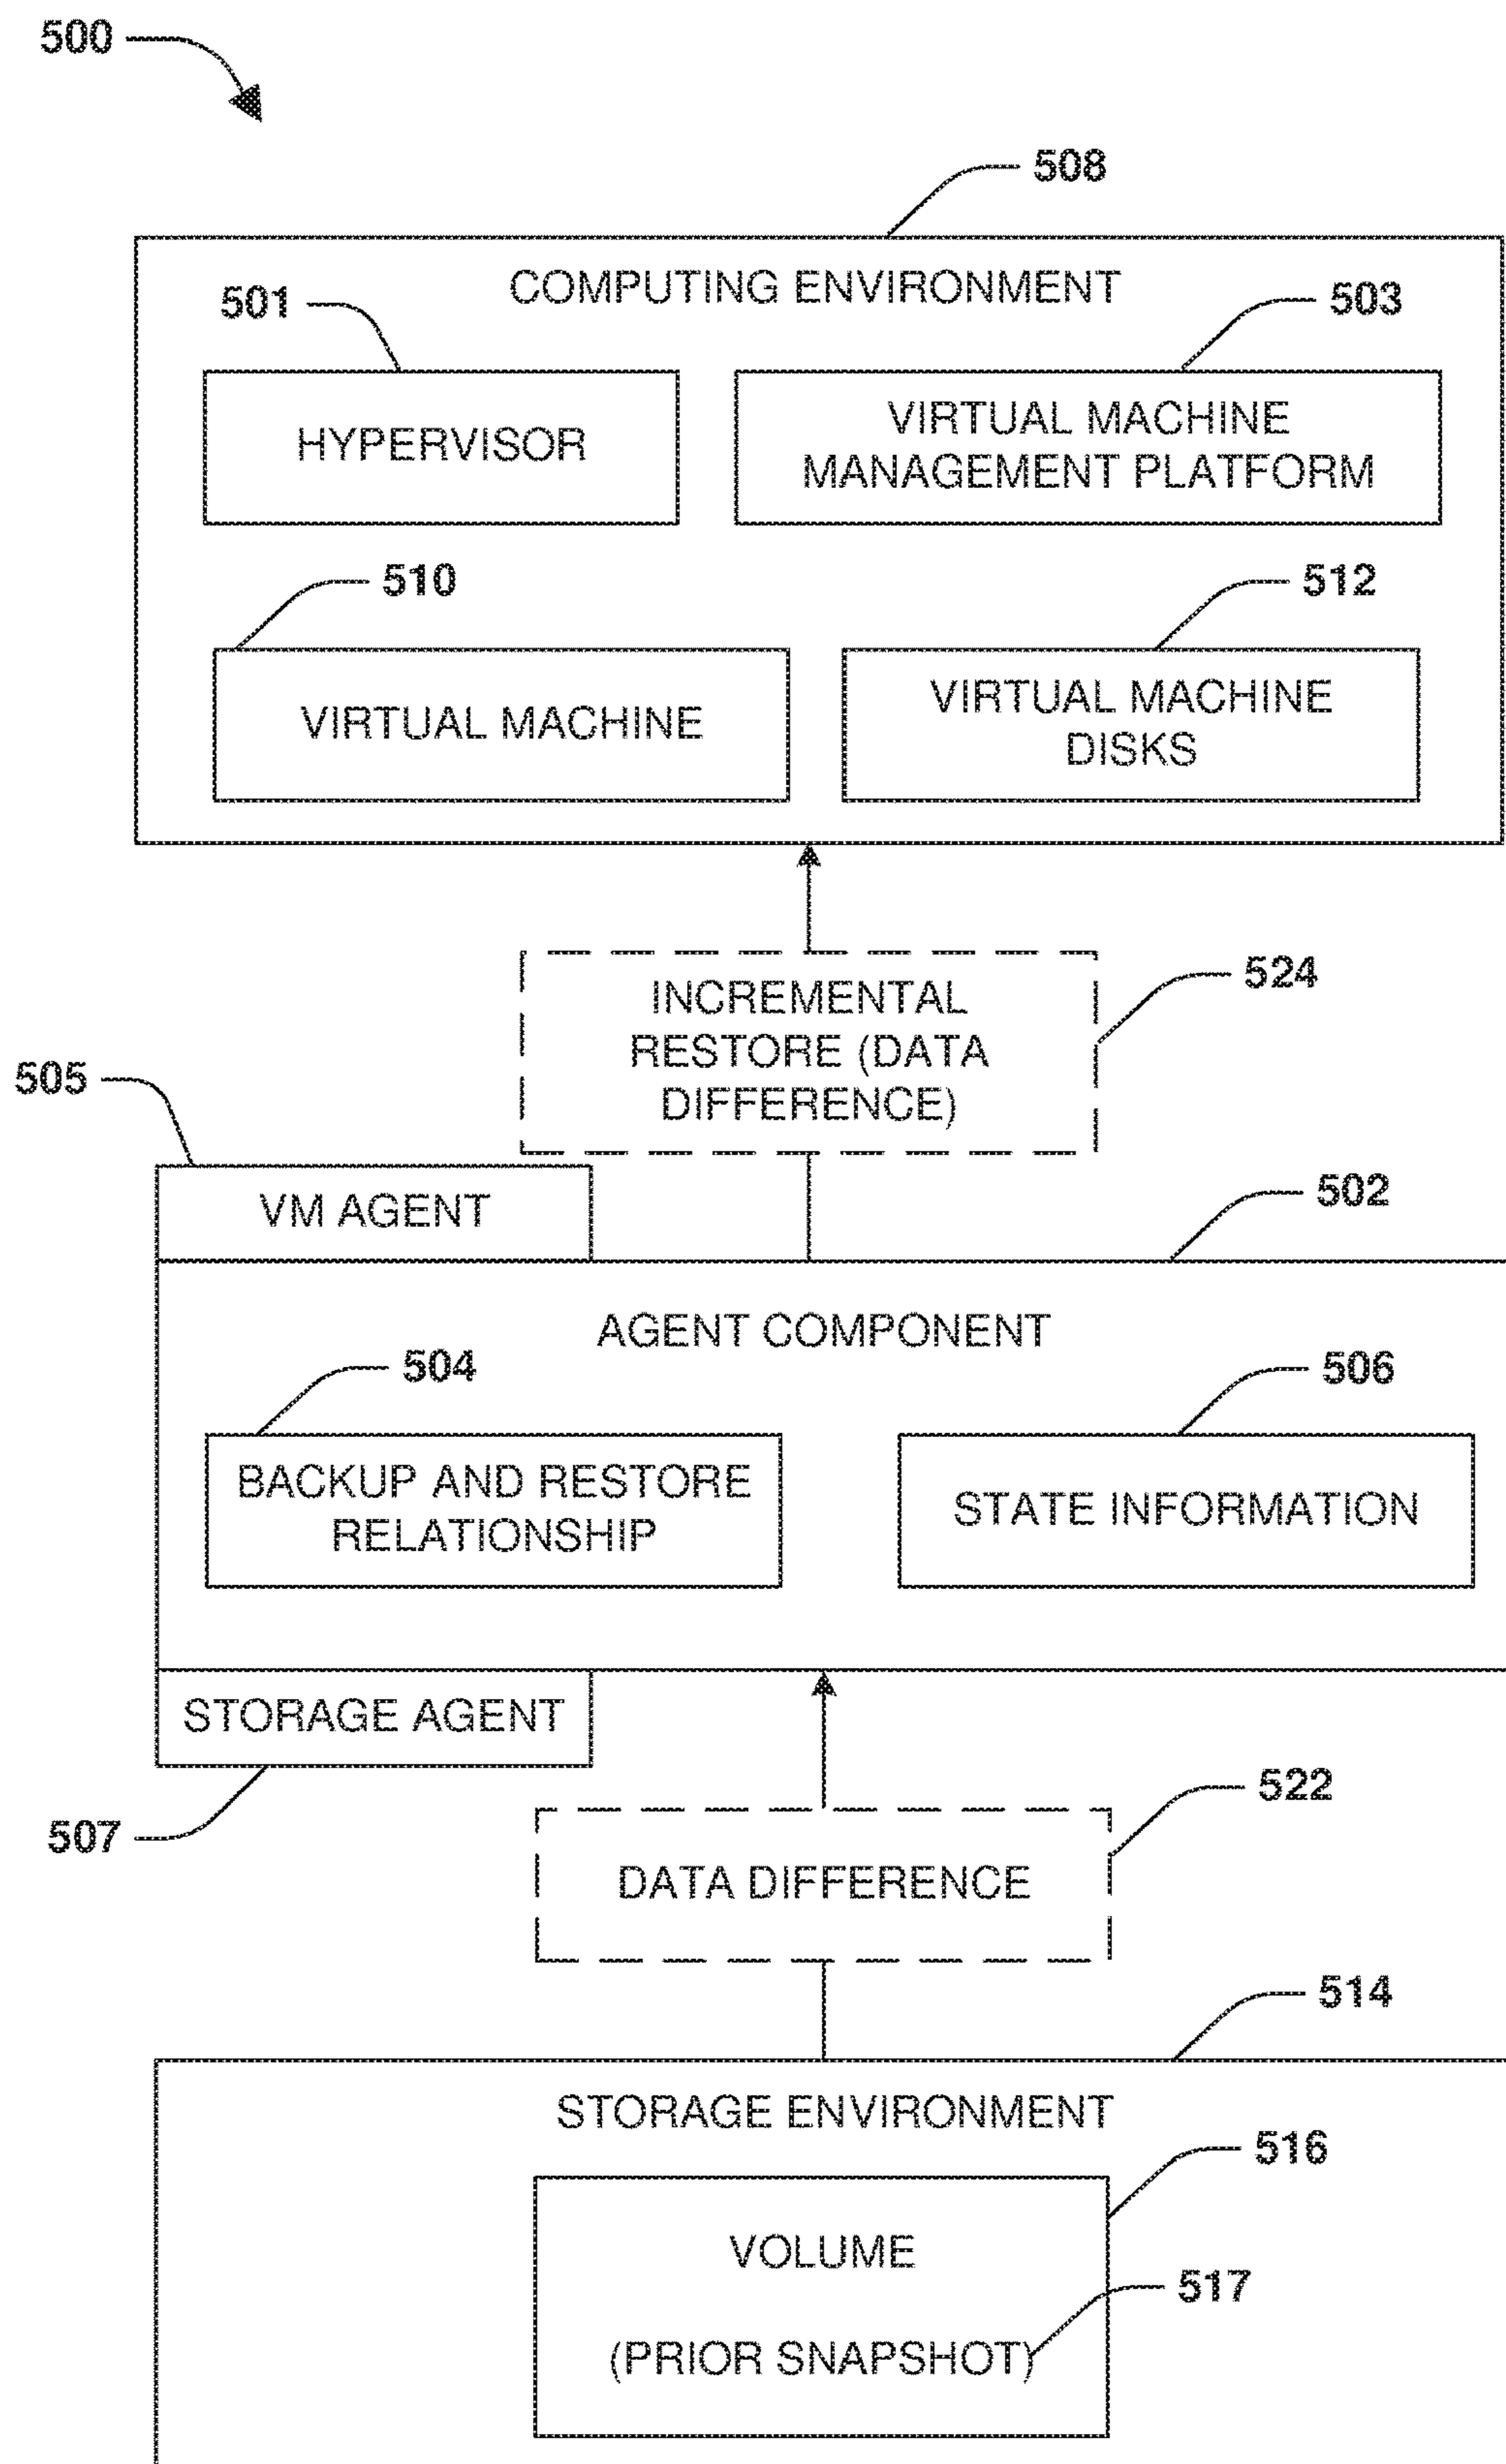 500
508
COMPUTING ENVIRONMENT
501
503
HYPERVISOR
VIRTUAL MACHINE
MANAGEMENT PLATFORM
510
512
VIRTUAL MACHINE
VIRTUAL MACHINE
DISKS
INCREMENTAL
RESTORE (DATA
DIFFERENCE)
524
505
VM AGENT
502
AGENT COMPONENT
504
506
BACKUP AND RESTORE
RELATIONSHIP
STATE INFORMATION
STORAGE AGENT
507
522
DATA DIFFERENCE
514
STORAGE ENVIRONMENT
516
VOLUME
517
(PRIOR SNAPSHOT)